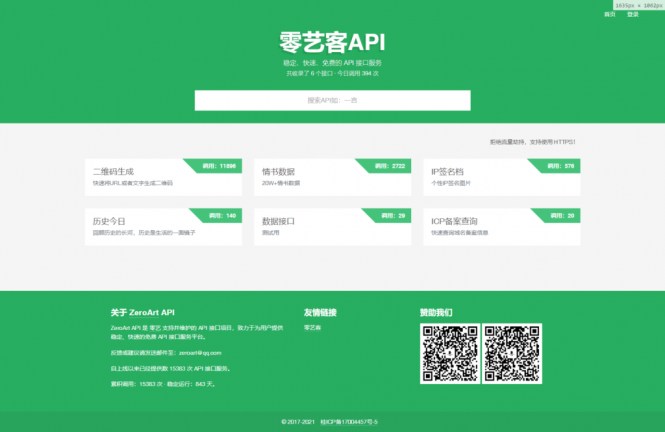 1035px × 1062px
首页 登录
零艺客API
稳定、快速、免费的 API 接口服务
共收录了 6 个接口 · 今日调用 394 次
搜索API如：一言
拒绝流量劫持，支持使用 HTTPS！
调用：11896
二维码生成
快速将URL或者文字生成二维码
调用：2722
情书数据
20W+情书数据
调用：576
IP签名档
个性IP签名图片
调用：140
历史今日
回顾历史的长河，历史是生活的一面镜子
调用：29
数据接口
测试用
调用：20
ICP备案查询
快速查询域名备案信息
关于 ZeroArt API
ZeroArt API 是 零艺 支持并维护的 API 接口项目，致力于为用户提供
稳定、快速的免费 API 接口服务平台。
反馈或建议请发送邮件至：zeroart@qq.com
自上线以来已经提供数 15383 次 API 接口服务。
累积调用：15383 次 · 稳定运行：843 天。
友情链接
零艺客
赞助我们
© 2017-2021 桂ICP备17004457号-5